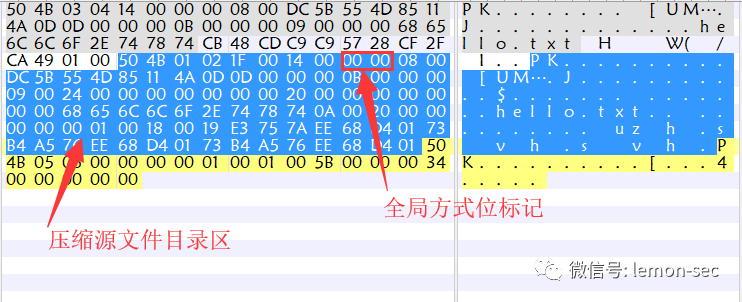 50 4B 03 04 14 00 00 00 08 00 DC 5B 55 4D 85 11 PK.......[UM…
4A 0D 0D 00 00 00 0B 00 00 00 09 00 00 00 68 65 J.............he
6C 6C 6F 2E 74 78 74 CB 48 CD C9 C9 57 28 CF 2F llo.txt H W( /
CA 49 01 00 50 4B 01 02 1F 00 14 00 00 00 08 00 I..PK..........
DC 5B 55 4D 85 11 4A 0D 0D 00 00 00 0B 00 00 00 [UM…J.........
09 00 24 00 00 00 00 00 00 00 20 00 00 00 00 00 ..$....... .....
00 00 68 65 6C 6C 6F 2E 74 78 74 0A 00 20 00 00 ..hello.txt.. ..
00 00 00 01 00 18 00 19 E3 75 7A EE 68 D4 01 73 uz h .s
B4 A5 76 EE 68 D4 01 73 B4 A5 76 EE 68 D4 01 50 v h .s v h .P
4B 05 06 00 00 00 00 01 00 01 00 5B 00 00 00 34 K..........[...4
00 00 00 00 00 .....
全局方式位标记
压缩源文件目录区
微信号: lemon-sec